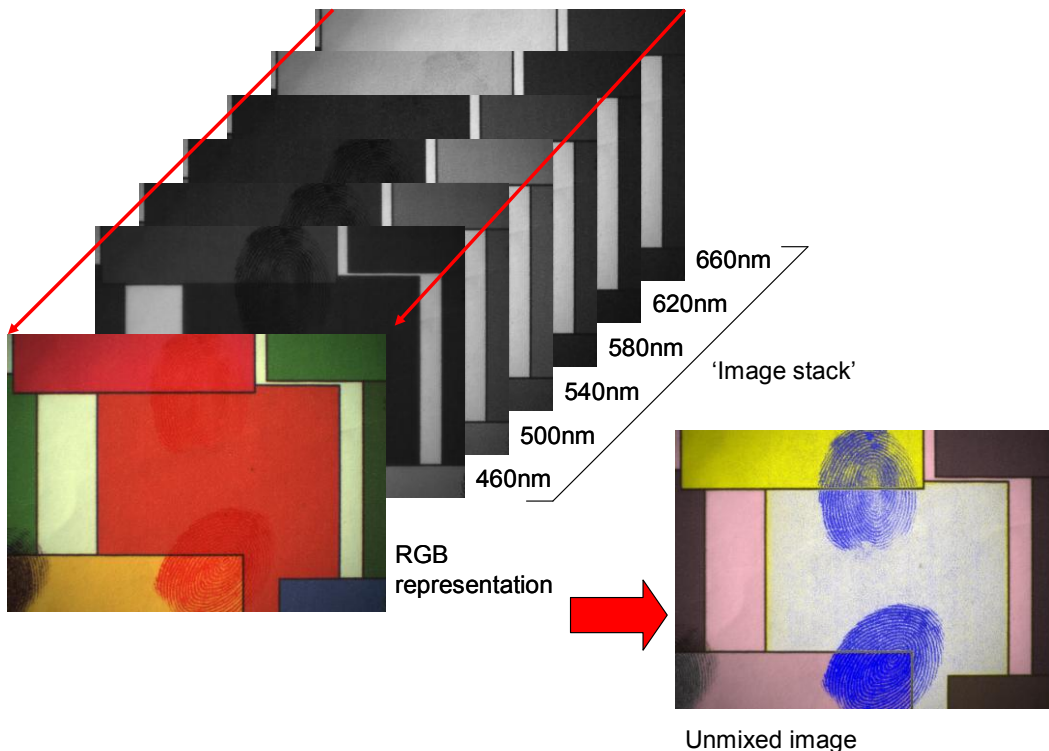 660nm
620nm
580nm
'Image stack'
540nm
500nm
460nm
RGB
representation
Unmixed image